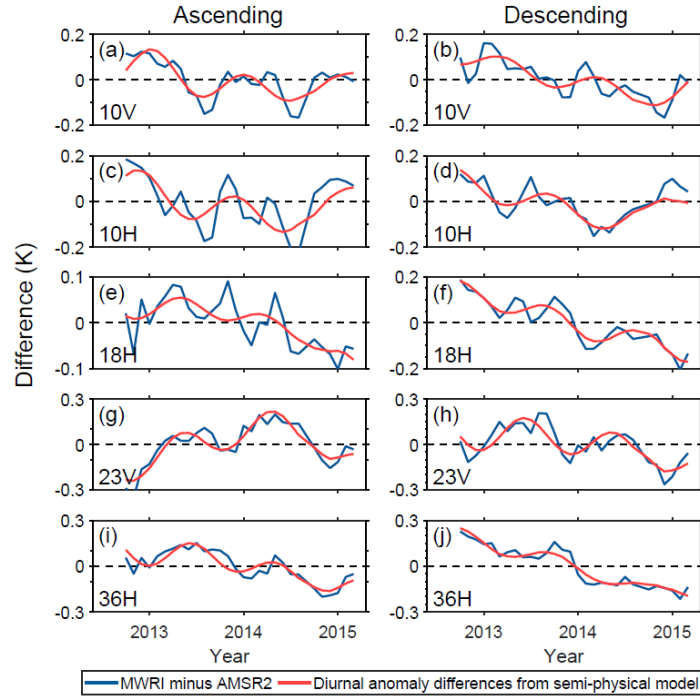 Ascending Descending
Difference (K)
0.2 (a) 0.2 (b)
0 0
-0.2 10V -0.2 10V
0.2 (c) 0.2 (d)
0 0
-0.2 10H -0.2 10H
0.1 (e) 0.2 (f)
0 0
-0.1 18H -0.2 18H
0.3 (g) 0.3 (h)
0 0
-0.3 23V -0.3 23V
0.3 (i) 0.3 (j)
0 0
-0.3 36H -0.3 36H
2013 2014 2015 2013 2014 2015
Year Year
MWRI minus AMSR2 Diurnal anomaly differences from semi-physical model